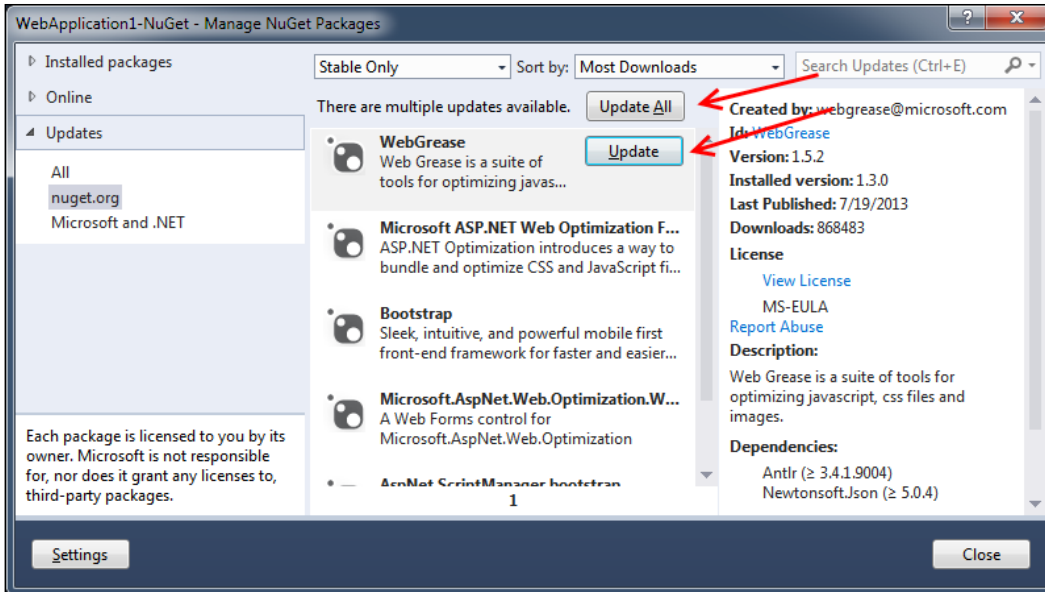 WebApplication1-NuGet - Manage NuGet Packages
?
x
Installed packages
Online
Updates
All
nuget.org
Microsoft and .NET
Each package is licensed to you by its
owner. Microsoft is not responsible
for, nor does it grant any licenses to,
third-party packages.
Stable Only
Sort by: Most Downloads
There are multiple updates available. Update All
WebGrease
Web Grease is a suite of
tools for optimizing javas...
Update
Microsoft ASP.NET Web Optimization F...
ASP.NET Optimization introduces a way to
bundle and optimize CSS and JavaScript fi...
Bootstrap
Sleek, intuitive, and powerful mobile first
front-end framework for faster and easier...
Microsoft.AspNet.Web.Optimization.W...
A Web Forms control for
Microsoft.AspNet.Web.Optimization
AspNet.ScriptManager.bootstrap
1
Search Updates (Ctrl+E)
Created by: webgrease@microsoft.com
Id: WebGrease
Version: 1.5.2
Installed version: 1.3.0
Last Published: 7/19/2013
Downloads: 868483
License
View License
MS-EULA
Report Abuse
Description:
Web Grease is a suite of tools for
optimizing javascript, css files and
images.
Dependencies:
Antlr (≥ 3.4.1.9004)
Newtonsoft.Json (≥ 5.0.4)
Settings
Close